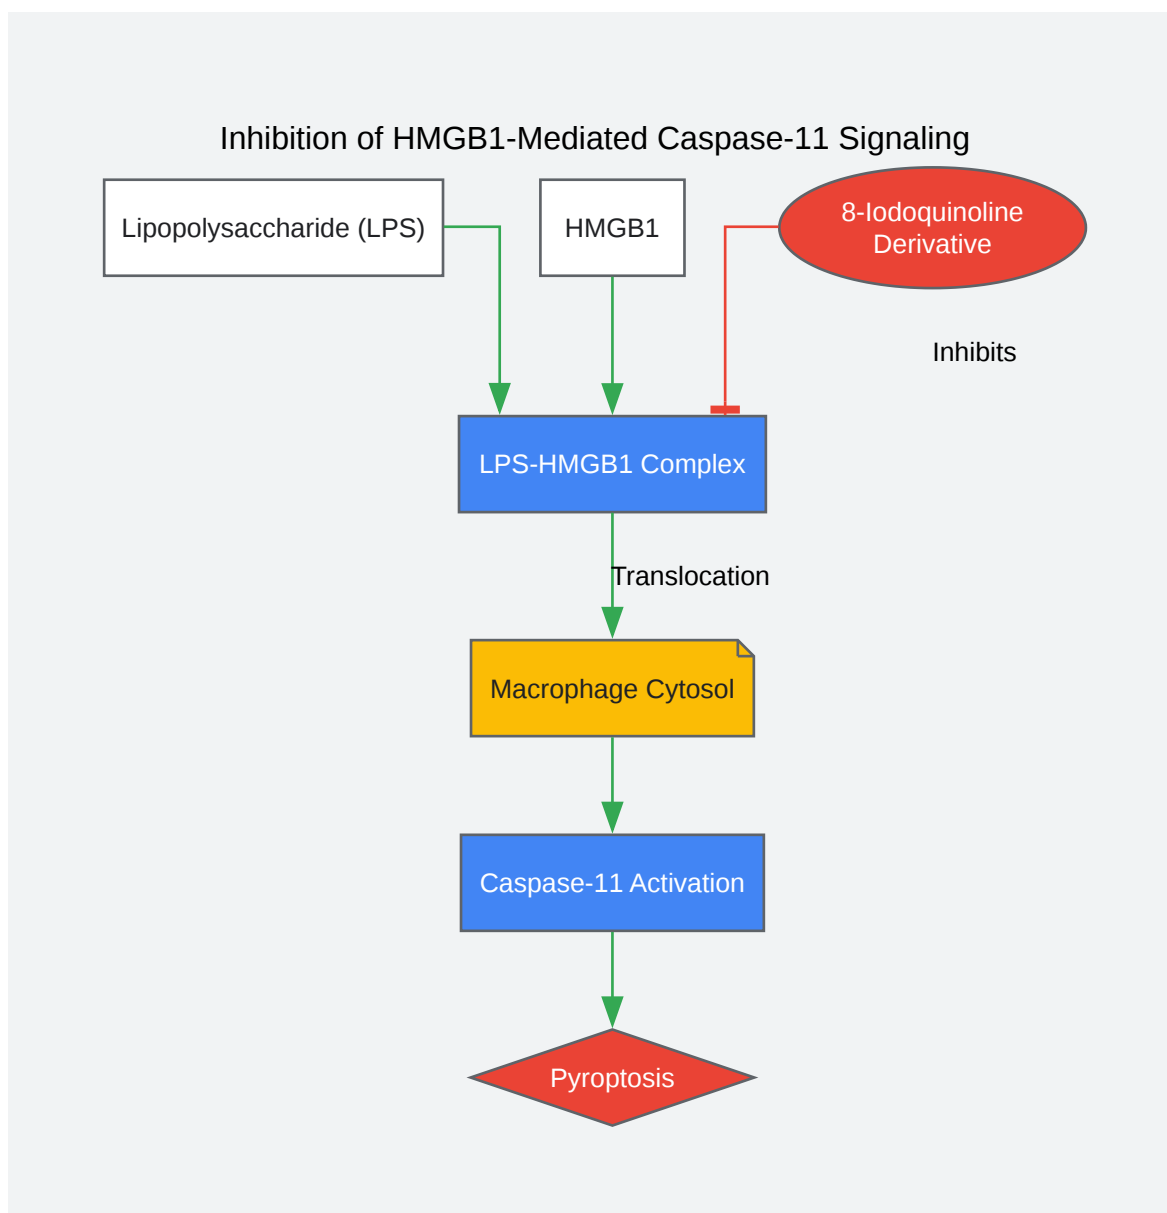 Inhibition of HMGB1-Mediated Caspase-11 Signaling
Lipopolysaccharide (LPS)
HMGB1
8-Iodoquinoline
Derivative
Inhibits
LPS-HMGB1 Complex
Translocation
Macrophage Cytosol
Caspase-11 Activation
Pyroptosis